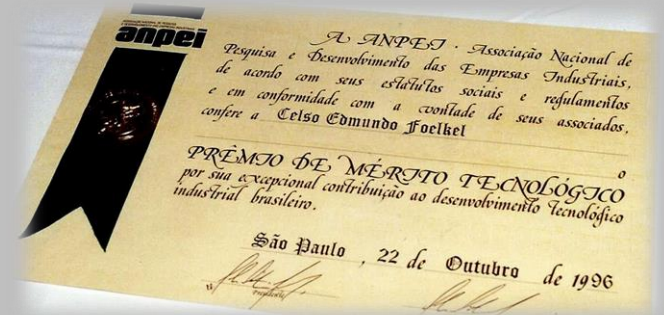 anpei
A ANPEI - Associação Nacional de
Pesquisa e Desenvolvimento das Empresas Industriais,
de acordo com seus estatutos sociais e regulamentos
e em conformidade com a vontade de seus associados,
confere a Celso Edmundo Foelkel
o
PRÊMIO DE MÉRITO TECNOLÓGICO
por sua excepcional contribuição ao desenvolvimento tecnológico
industrial brasileiro.
São Paulo , 22 de Outubro de 1996